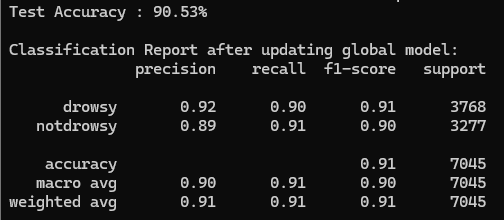 Test Accuracy : 90.53%
Classification Report after updating global model:
precision recall f1-score support
drowsy 0.92 0.90 0.91 3768
notdrowsy 0.89 0.91 0.90 3277
accuracy 0.91 7045
macro avg 0.90 0.91 0.90 7045
weighted avg 0.91 0.91 0.91 7045